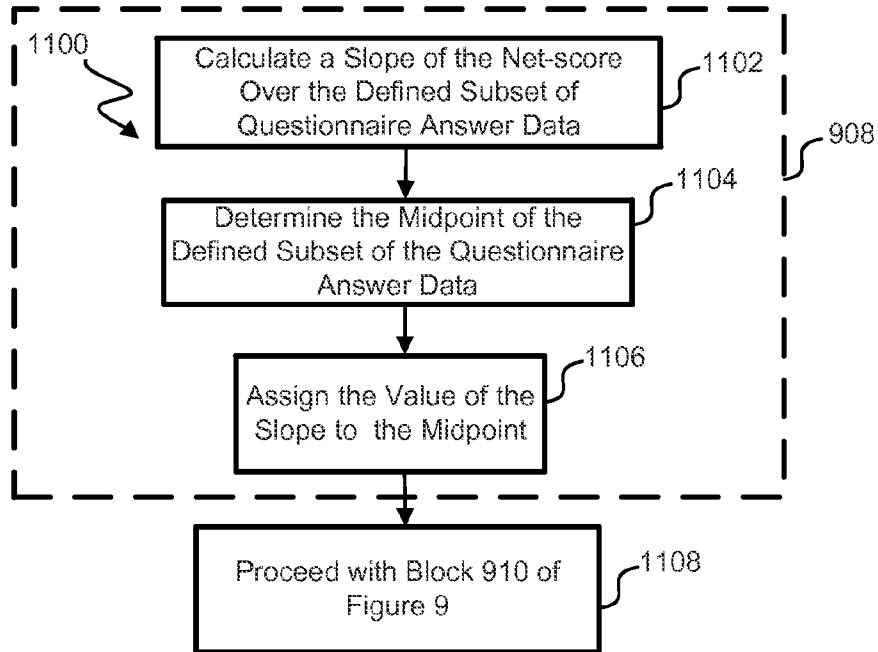 1100
Calculate a Slope of the Net-score
Over the Defined Subset of
Questionnaire Answer Data
1102
908
1104
Determine the Midpoint of the
Defined Subset of the Questionnaire
Answer Data
1106
Assign the Value of the
Slope to the Midpoint
Proceed with Block 910 of
Figure 9
1108